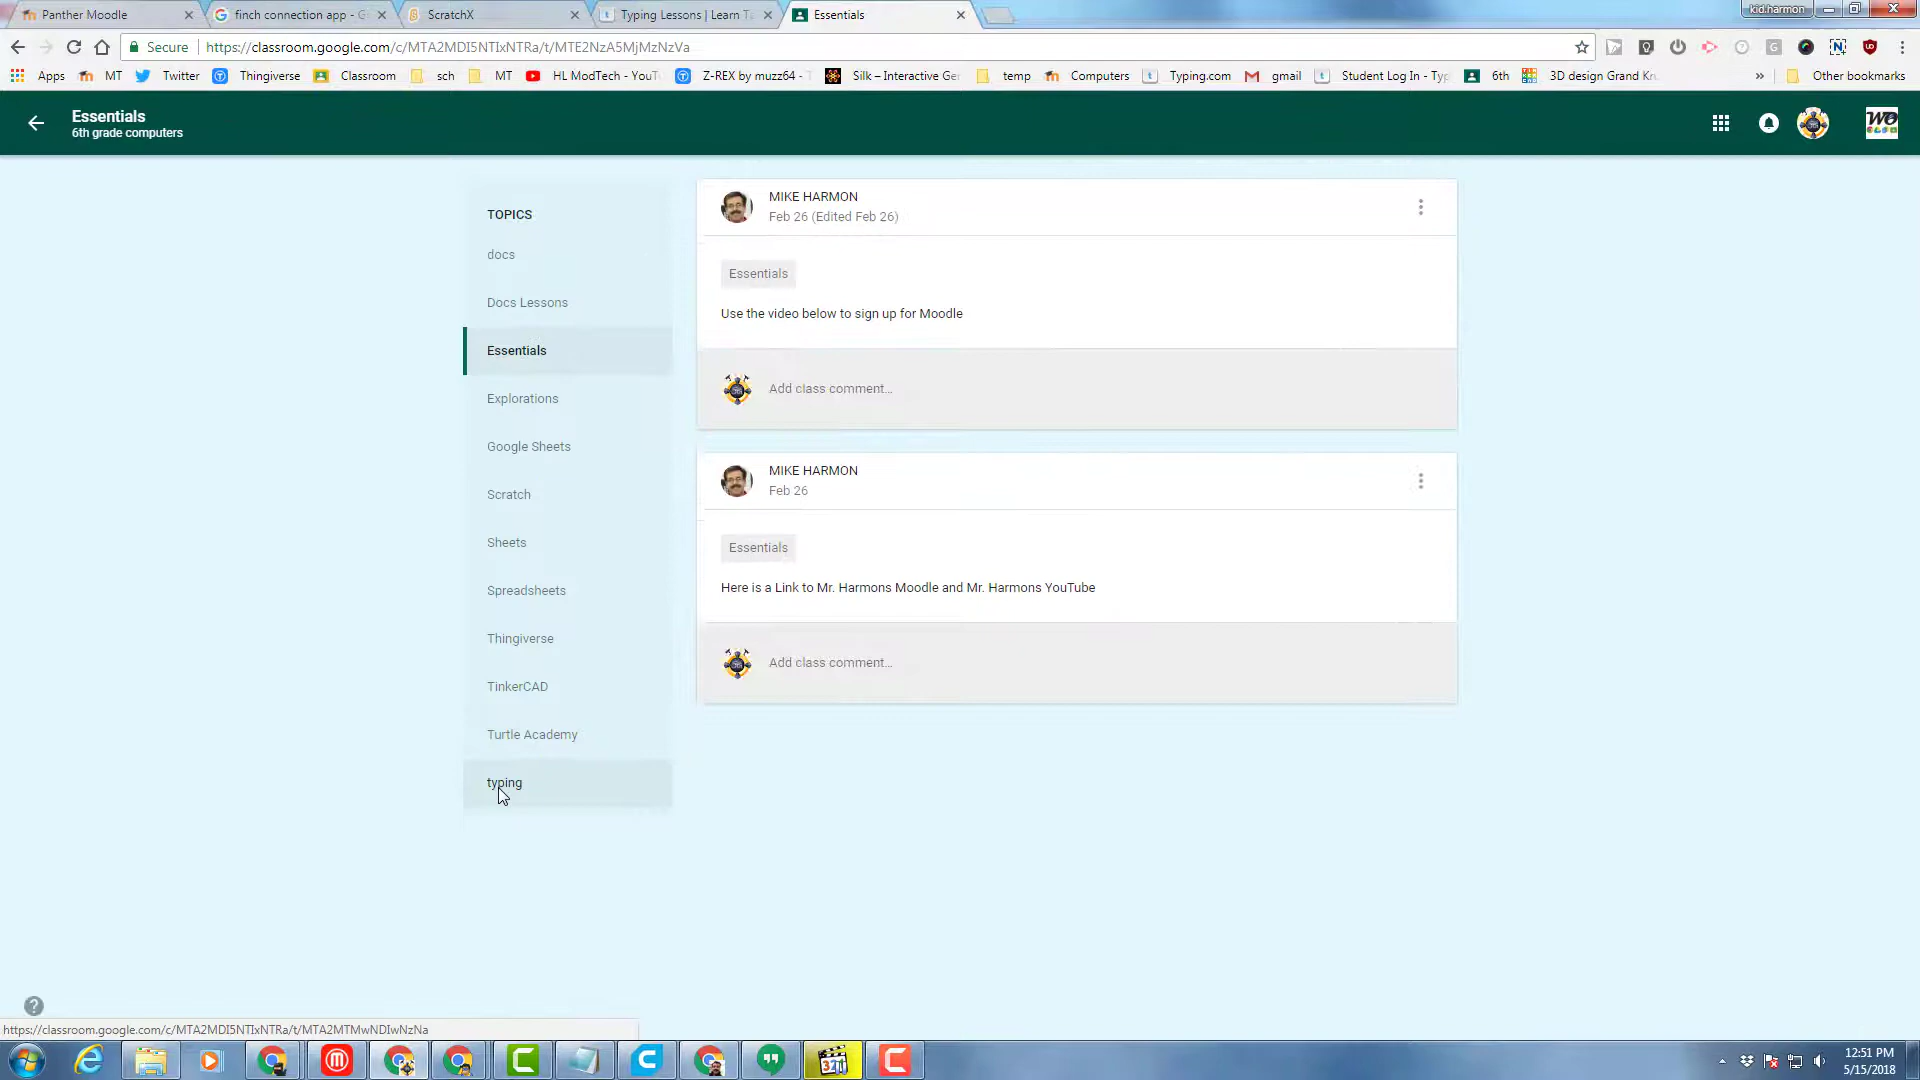 Panther Moodle
finch connection app - G
ScratchX
Typing Lessons | Learn T
Essentials
kid.harmon
Secure
https://classroom.google.com/c/MTA2MDI5NTIxNTRa/t/MTE2NzA5MjMzNzVa
Apps
MT
Twitter
Thingiverse
Classroom
sch
MT
HL ModTech - YouT
Z-REX by muzz64 -
Silk – Interactive Ge
temp
Computers
Typing.com
gmail
Student Log In - Typ
6th
3D design Grand Kr
»
Other bookmarks
Essentials
6th grade computers
WO
TOPICS
docs
Docs Lessons
Essentials
Explorations
Google Sheets
Scratch
Sheets
Spreadsheets
Thingiverse
TinkerCAD
Turtle Academy
typing
MIKE HARMON
Feb 26 (Edited Feb 26)
Essentials
Use the video below to sign up for Moodle
Add class comment...
MIKE HARMON
Feb 26
Essentials
Here is a Link to Mr. Harmons Moodle and Mr. Harmons YouTube
Add class comment...
https://classroom.google.com/c/MTA2MDI5NTIxNTRa/t/MTA2MTMwNDIwNzNa
321
12:51 PM
5/15/2018